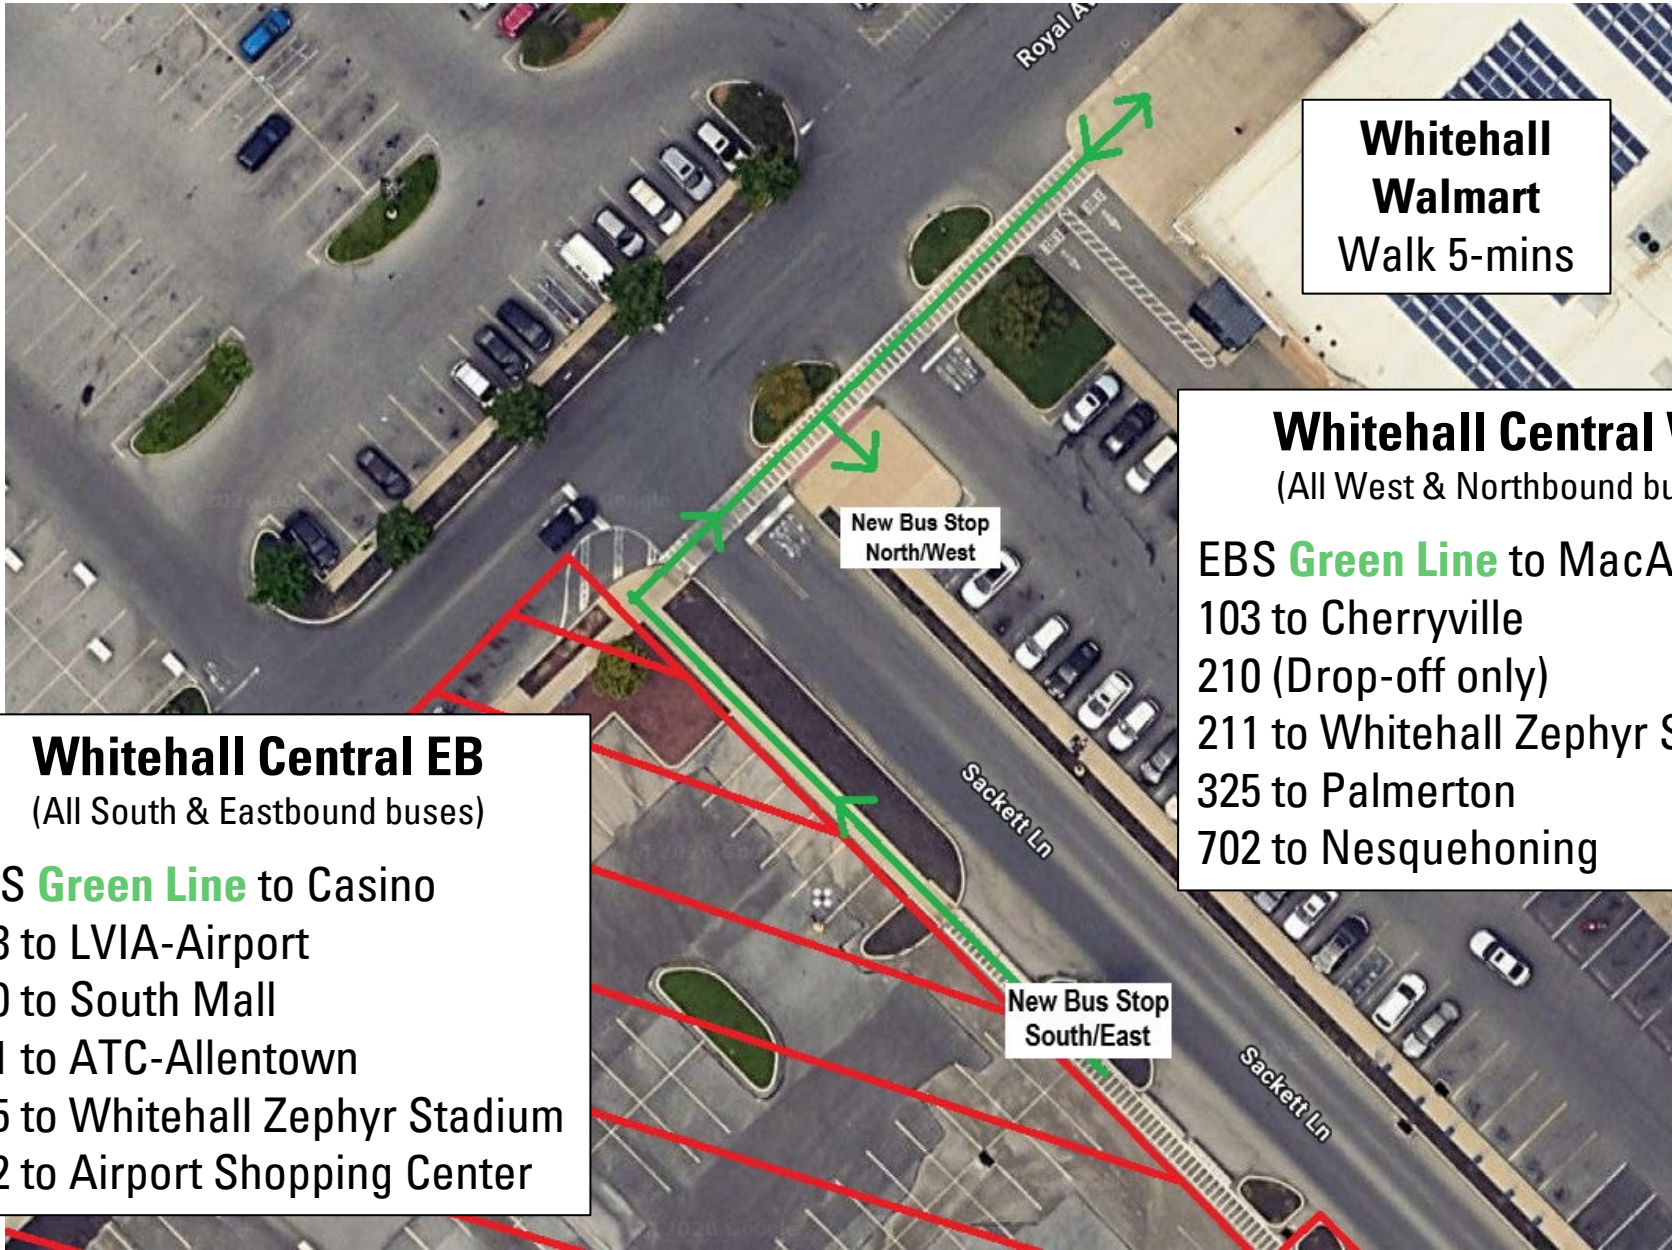 Royal Av
Whitehall
Walmart
Walk 5-mins
Whitehall Central
(All West & Northbound bu
EBS Green Line to MacA
103 to Cherryville
210 (Drop-off only)
211 to Whitehall Zephyr S
325 to Palmerton
702 to Nesquehoning
New Bus Stop
North/West
Whitehall Central EB
(All South & Eastbound buses)
S Green Line to Casino
3 to LVIA-Airport
0 to South Mall
1 to ATC-Allentown
5 to Whitehall Zephyr Stadium
2 to Airport Shopping Center
Sackett Ln
New Bus Stop
South/East
Sackett Ln